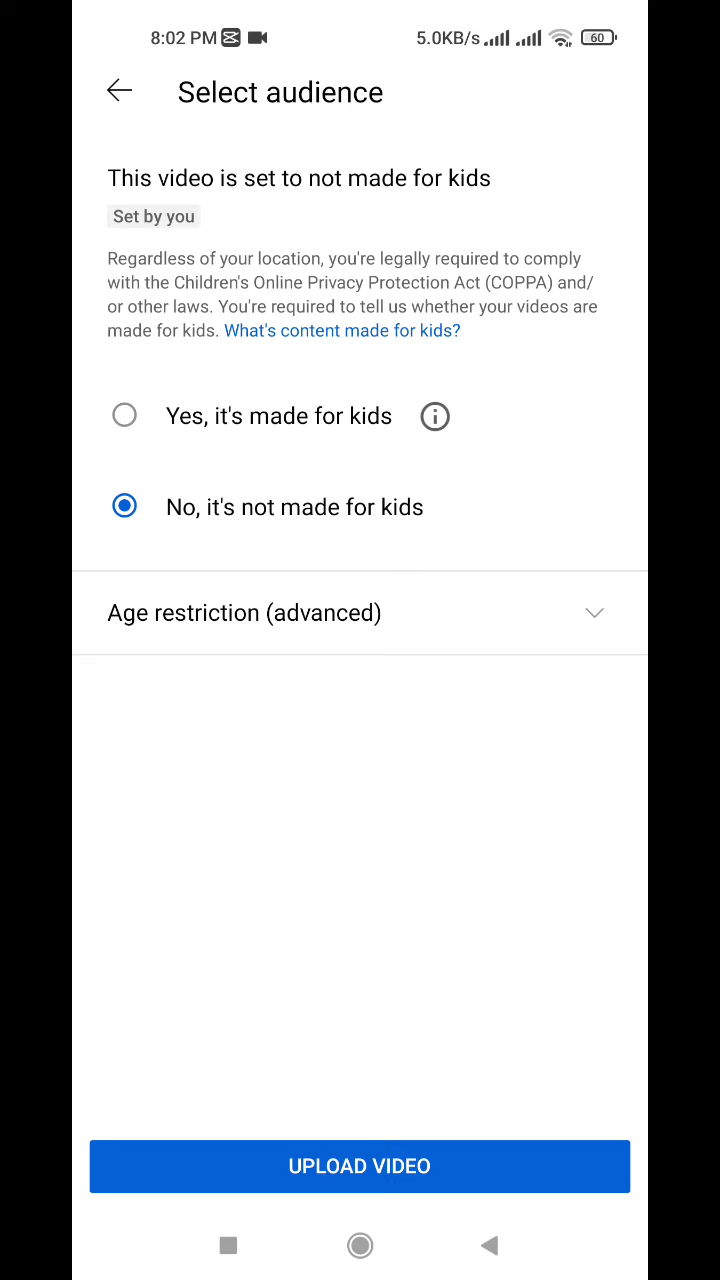 8:02 PM 5.0KB/s 60
Select audience
This video is set to not made for kids
Set by you
Regardless of your location, you're legally required to comply
with the Children's Online Privacy Protection Act (COPPA) and/
or other laws. You're required to tell us whether your videos are
made for kids. What's content made for kids?
Yes, it's made for kids
No, it's not made for kids
Age restriction (advanced)
UPLOAD VIDEO